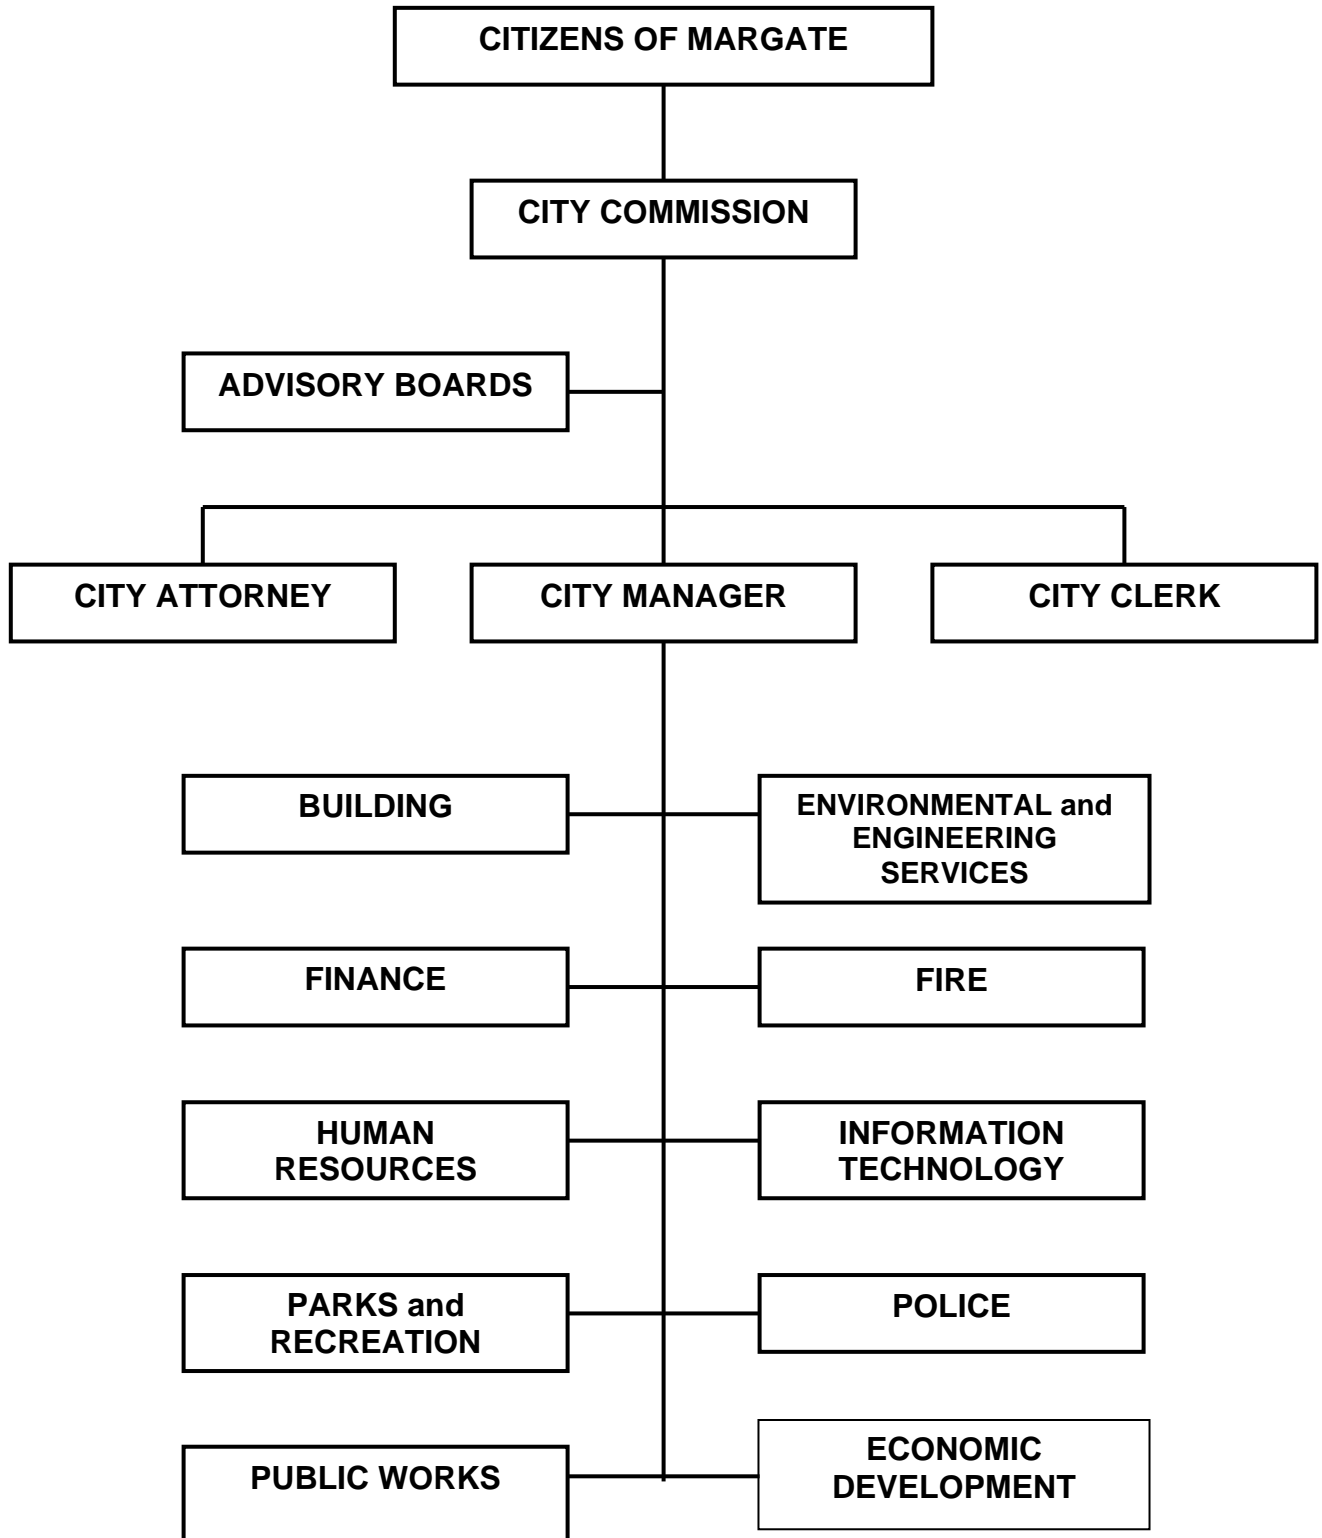 CITIZENS OF MARGATE
CITY COMMISSION
ADVISORY BOARDS
CITY ATTORNEY
CITY MANAGER
CITY CLERK
BUILDING
ENVIRONMENTAL and
ENGINEERING
SERVICES
FINANCE
FIRE
HUMAN
RESOURCES
INFORMATION
TECHNOLOGY
PARKS and
RECREATION
POLICE
PUBLIC WORKS
ECONOMIC
DEVELOPMENT